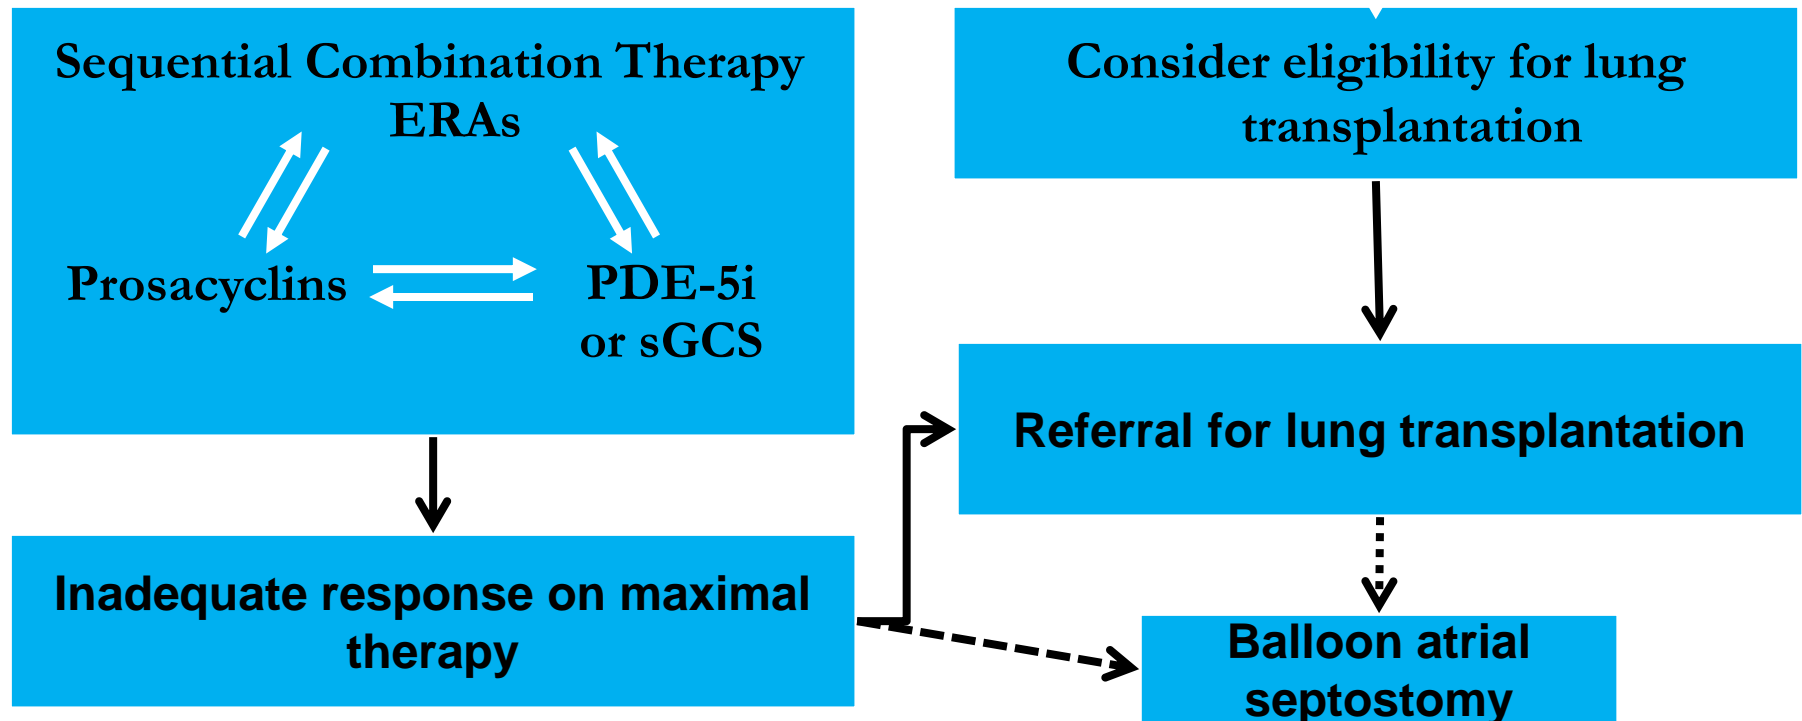 Sequential Combination Therapy
ERAs
Prosacyclins
PDE-5i
or sGCS
Consider eligibility for lung
transplantation
Referral for lung transplantation
Inadequate response on maximal
therapy
Balloon atrial
septostomy